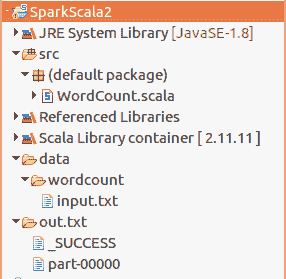 SparkScala2
JRE System Library [JavaSE-1.8]
src
(default package)
WordCount.scala
Referenced Libraries
Scala Library container [ 2.11.11 ]
data
wordcount
input.txt
out.txt
_SUCCESS
part-00000